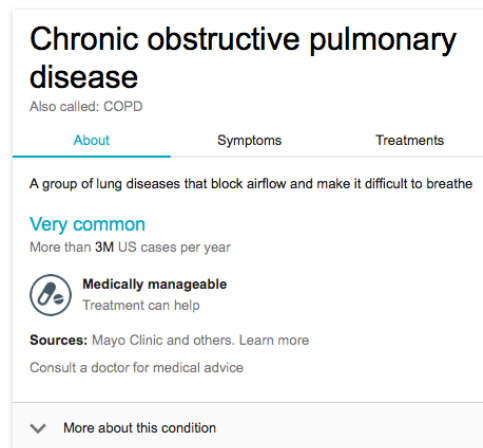 Chronic obstructive pulmonary
disease
Also called: COPD
About Symptoms Treatments
A group of lung diseases that block airflow and make it difficult to breathe
Very common
More than 3M US cases per year
Medically manageable
Treatment can help
Sources: Mayo Clinic and others. Learn more
Consult a doctor for medical advice
More about this condition